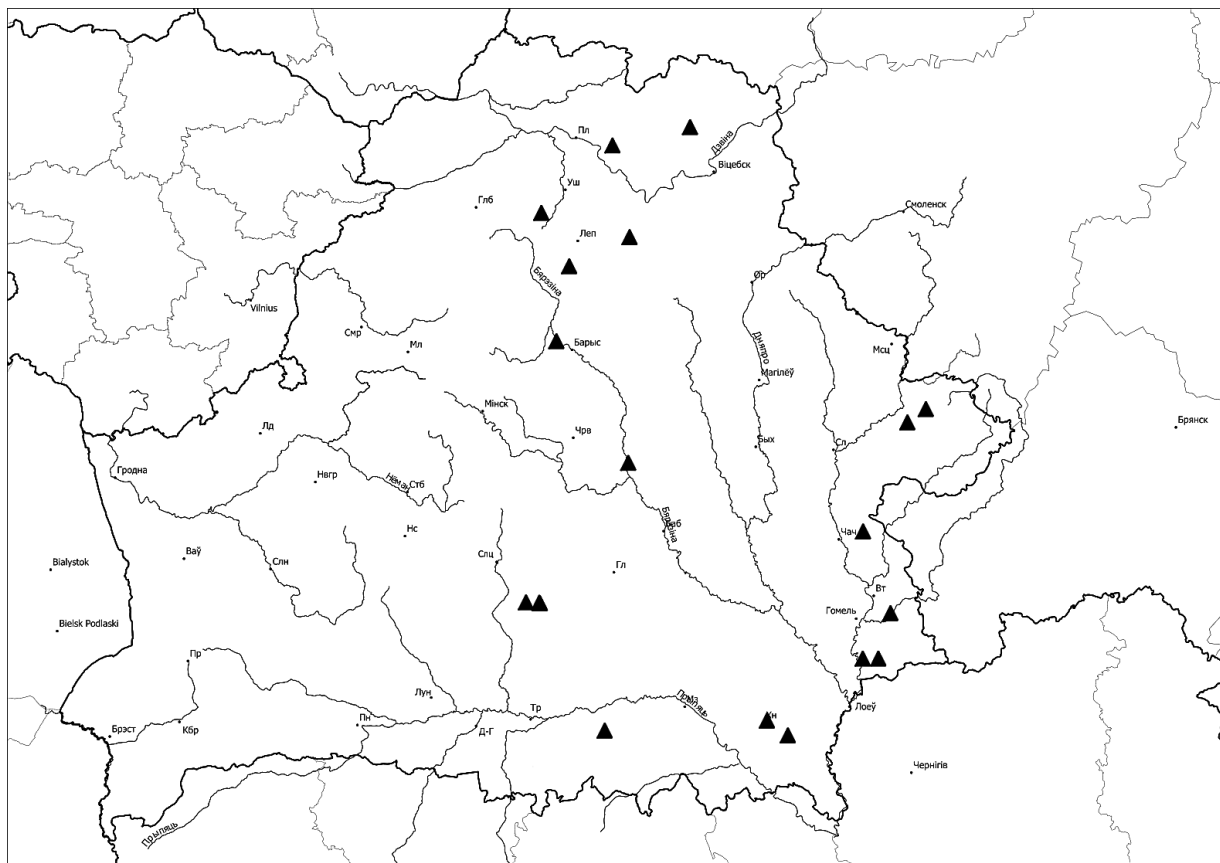 Пл
Дзвіна
Віцебск
Уш
Глб
Смоленск
Леп
Бярэзіна
Ор
Vilnius
Смр
Мл
Барыс
Дняпро
Мсц
Магілёў
Мінск
Брянск
Лд
Чрв
Бых
Сл
Гродна
Нвгр
Нёман
Стб
Бярэзіна
Нс
Чач
Ваў
Слн
Слц
Гл
Bialystok
Вт
Гомель
Bielsk Podlaski
Пр
Лун
Прыпяць
Лоеў
Брэст
Кбр
Пн
Д-Г
Тр
Чернігів
Прыпяць